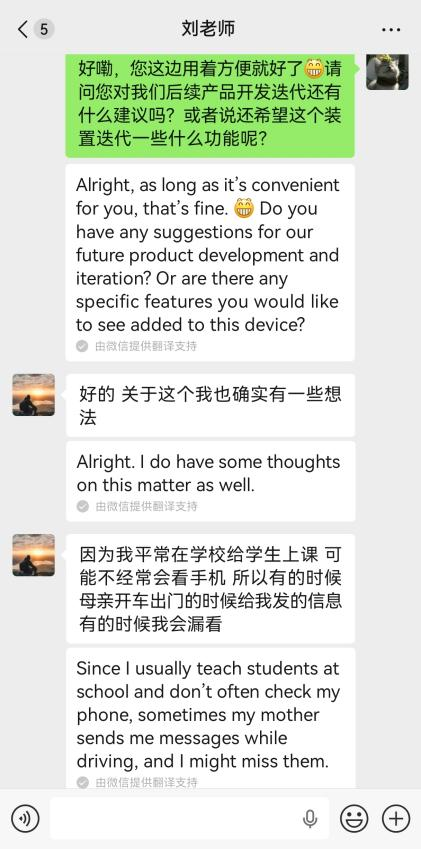 5
刘老师
好嘞，您这边用着方便就好了😁请
问您对我们后续产品开发迭代还有
什么建议吗？或者说还希望这个装
置迭代一些什么功能呢？
Alright, as long as it’s convenient
for you, that’s fine. 😁 Do you
have any suggestions for our
future product development and
iteration? Or are there any
specific features you would like
to see added to this device?
由微信提供翻译支持
好的 关于这个我也确实有一些想
法
Alright. I do have some thoughts
on this matter as well.
由微信提供翻译支持
因为我平常在学校给学生上课 可
能不经常会看手机 所以有的时候
母亲开车出门的时候给我发的信息
有的时候我会漏看
Since I usually teach students at
school and don’t often check my
phone, sometimes my mother
sends me messages while
driving, and I might miss them.
由微信提供翻译支持